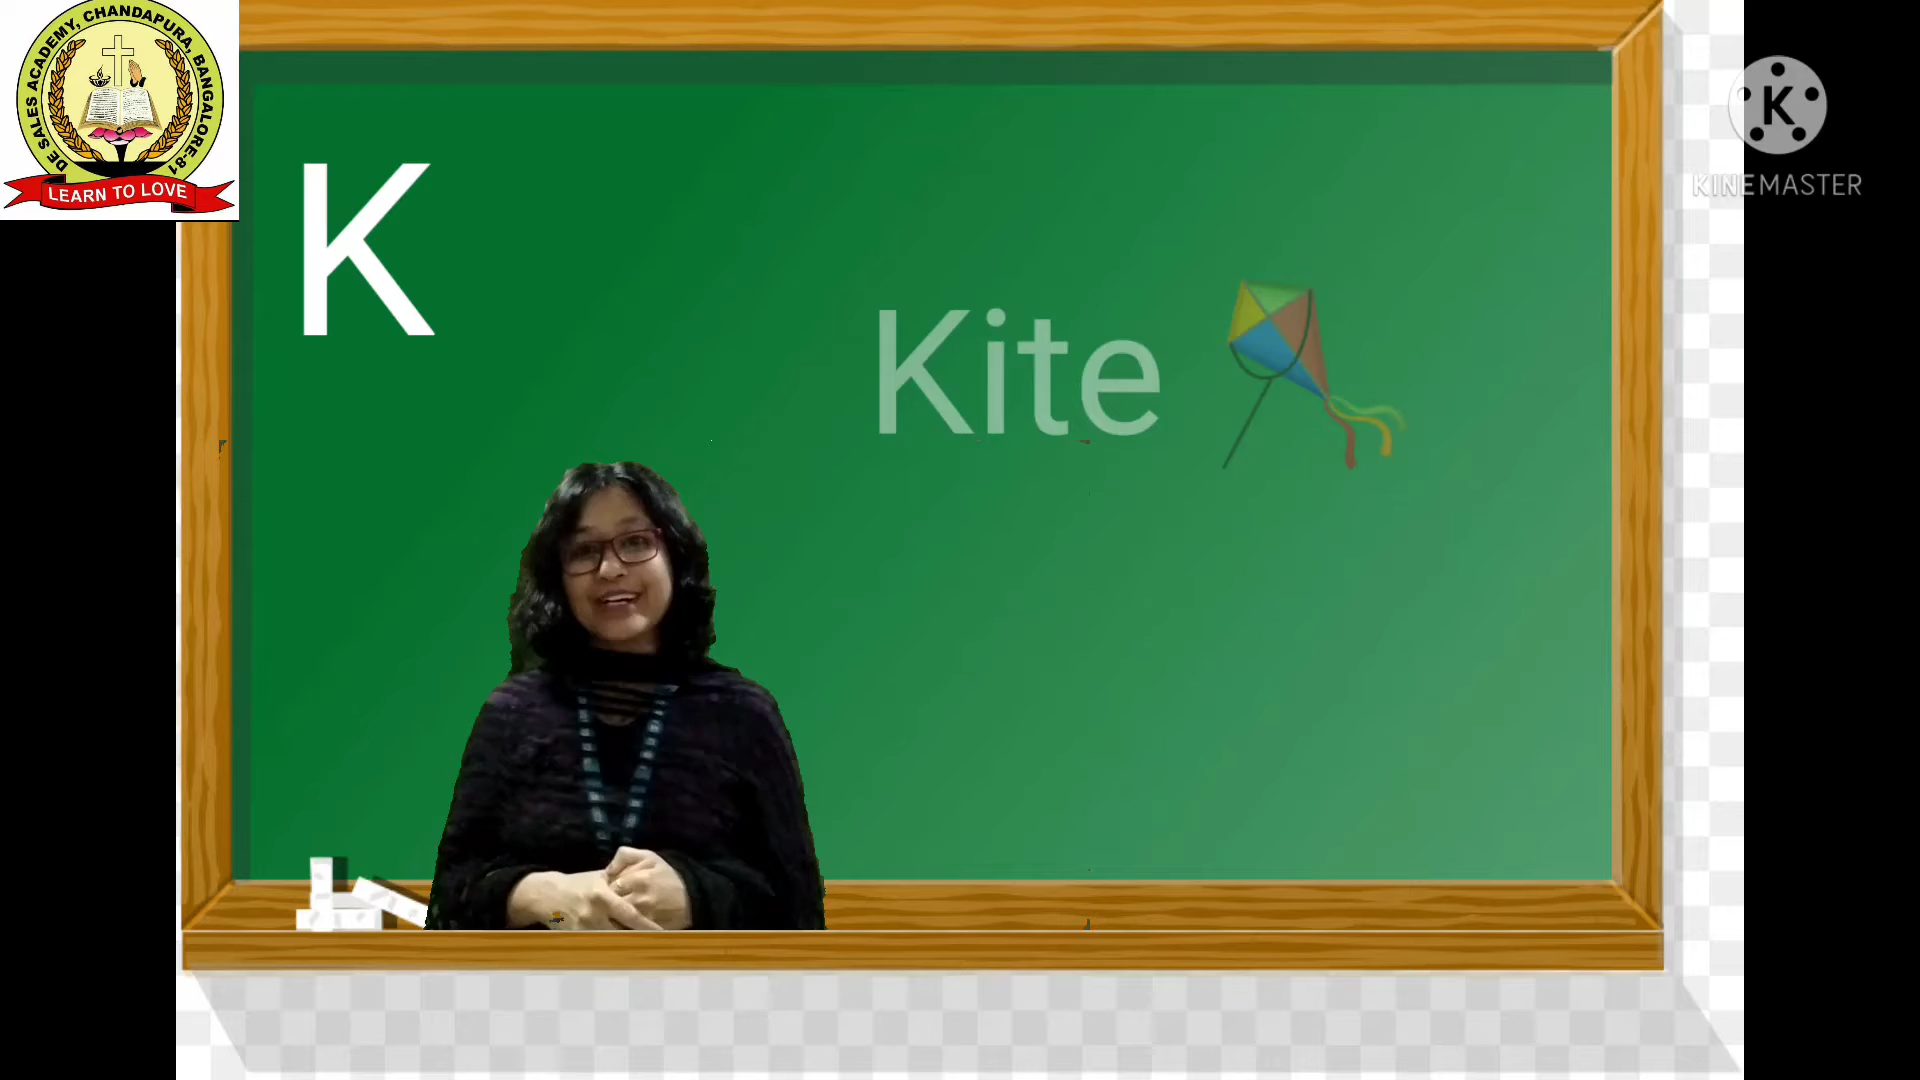 DE SALES ACADEMY, CHANDAPURA, BANGALORE-81
LEARN TO LOVE
K
KINEMASTER
K
Kite